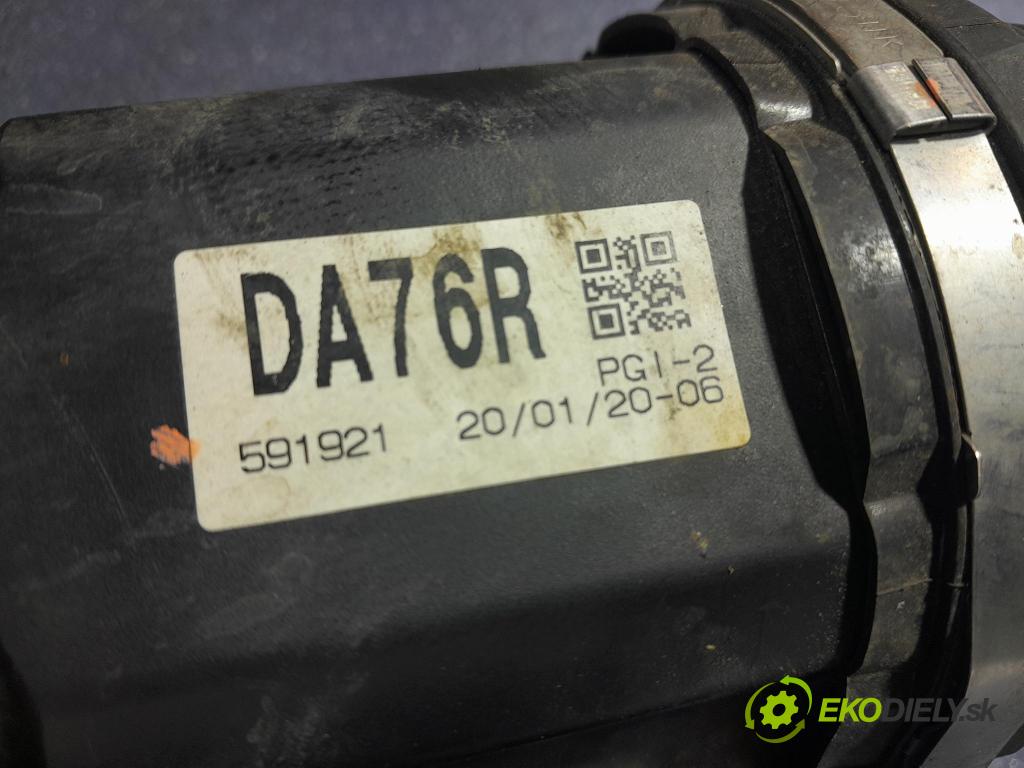 DA76R
PGI-2
591921 20/01/20-06
EKODIELY.sk